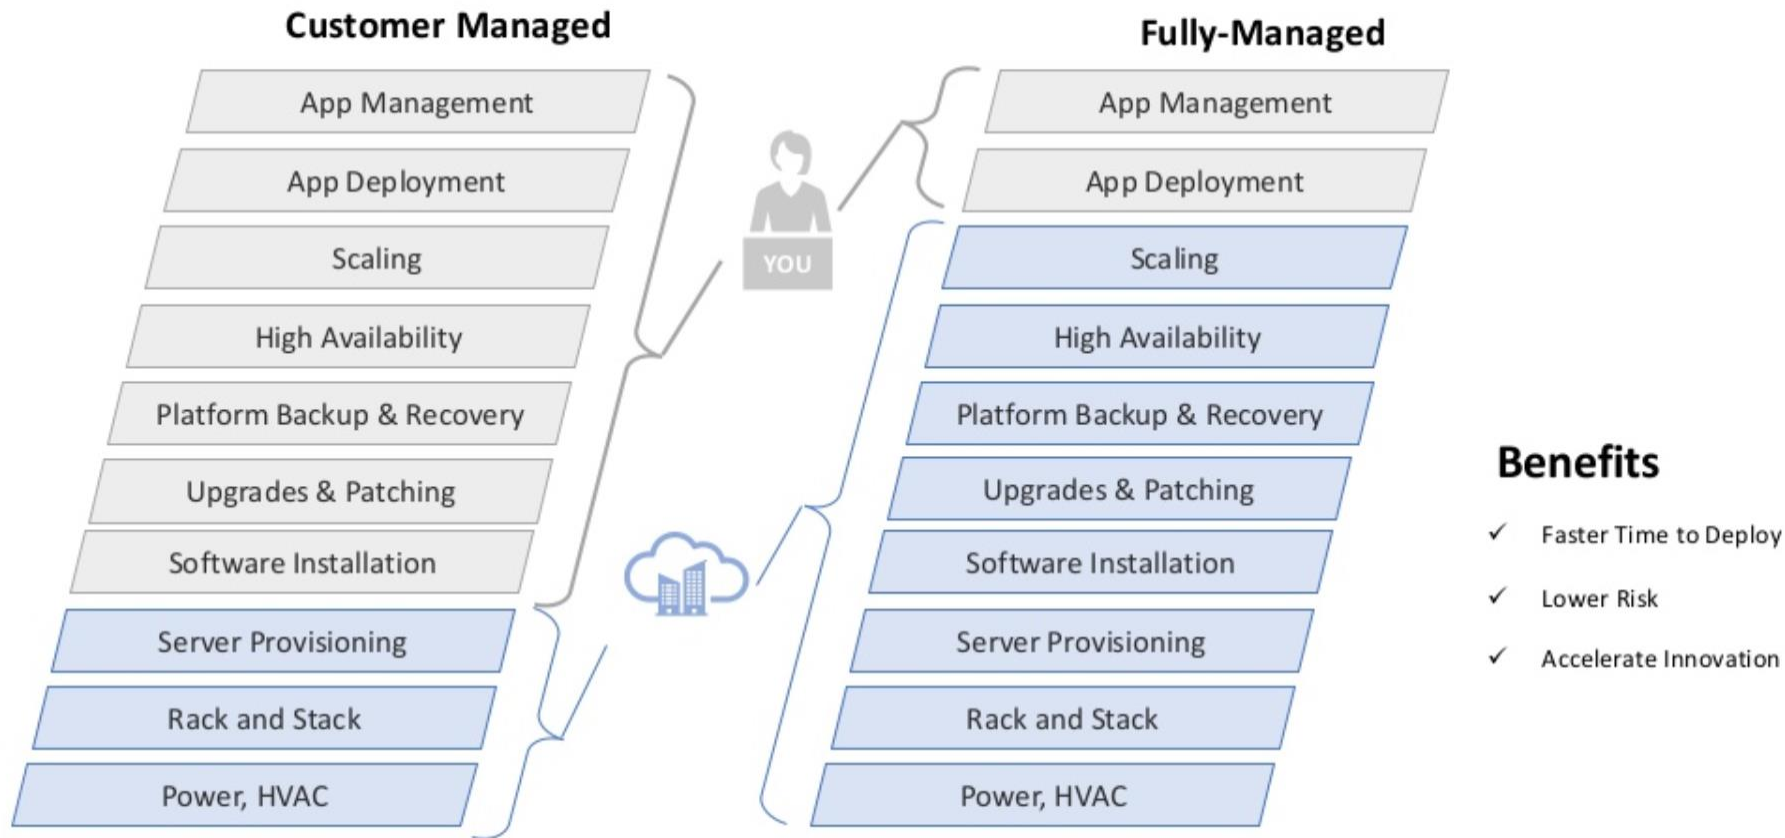 Customer Managed
App Management
App Deployment
Scaling
High Availability
Platform Backup & Recovery
Upgrades & Patching
Software Installation
Server Provisioning
Rack and Stack
Power, HVAC
YOU
Fully-Managed
App Management
App Deployment
Scaling
High Availability
Platform Backup & Recovery
Upgrades & Patching
Software Installation
Server Provisioning
Rack and Stack
Power, HVAC
Benefits
✓ Faster Time to Deploy
✓ Lower Risk
✓ Accelerate Innovation